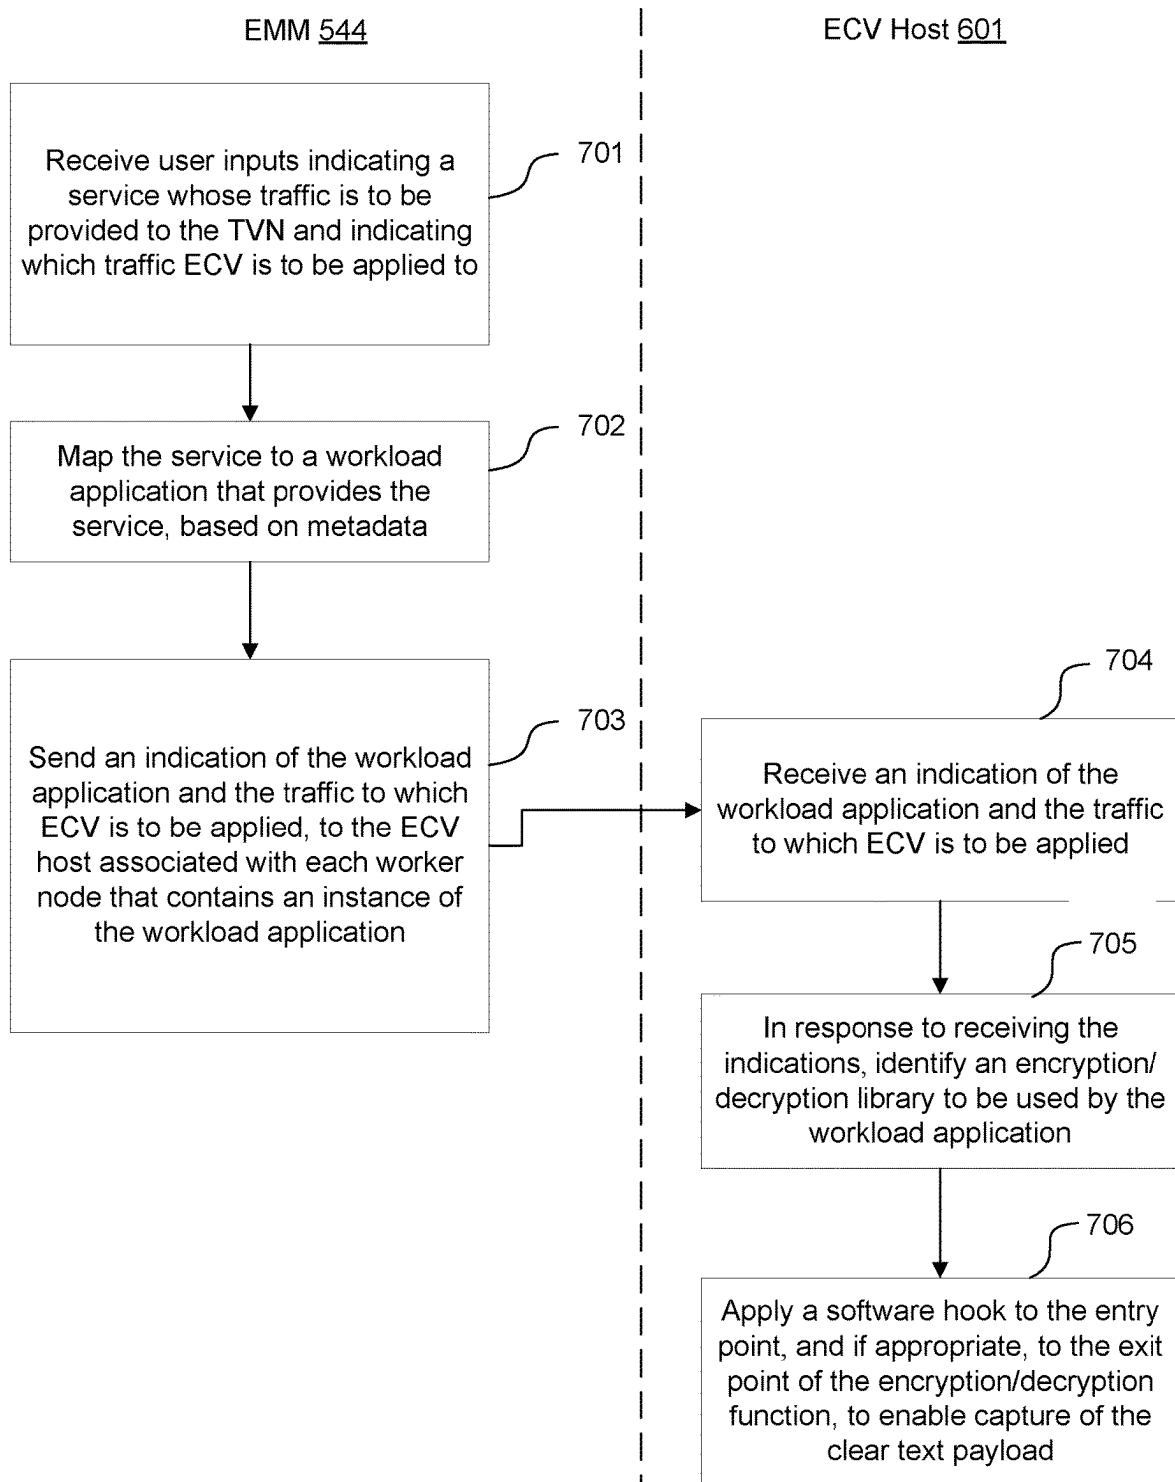 EMM 544
ECV Host 601
Receive user inputs indicating a
service whose traffic is to be
provided to the TVN and indicating
which traffic ECV is to be applied to
701
Map the service to a workload
application that provides the
service, based on metadata
702
Send an indication of the workload
application and the traffic to which
ECV is to be applied, to the ECV
host associated with each worker
node that contains an instance of
the workload application
703
704
Receive an indication of the
workload application and the traffic
to which ECV is to be applied
705
In response to receiving the
indications, identify an encryption/
decryption library to be used by the
workload application
706
Apply a software hook to the entry
point, and if appropriate, to the exit
point of the encryption/decryption
function, to enable capture of the
clear text payload